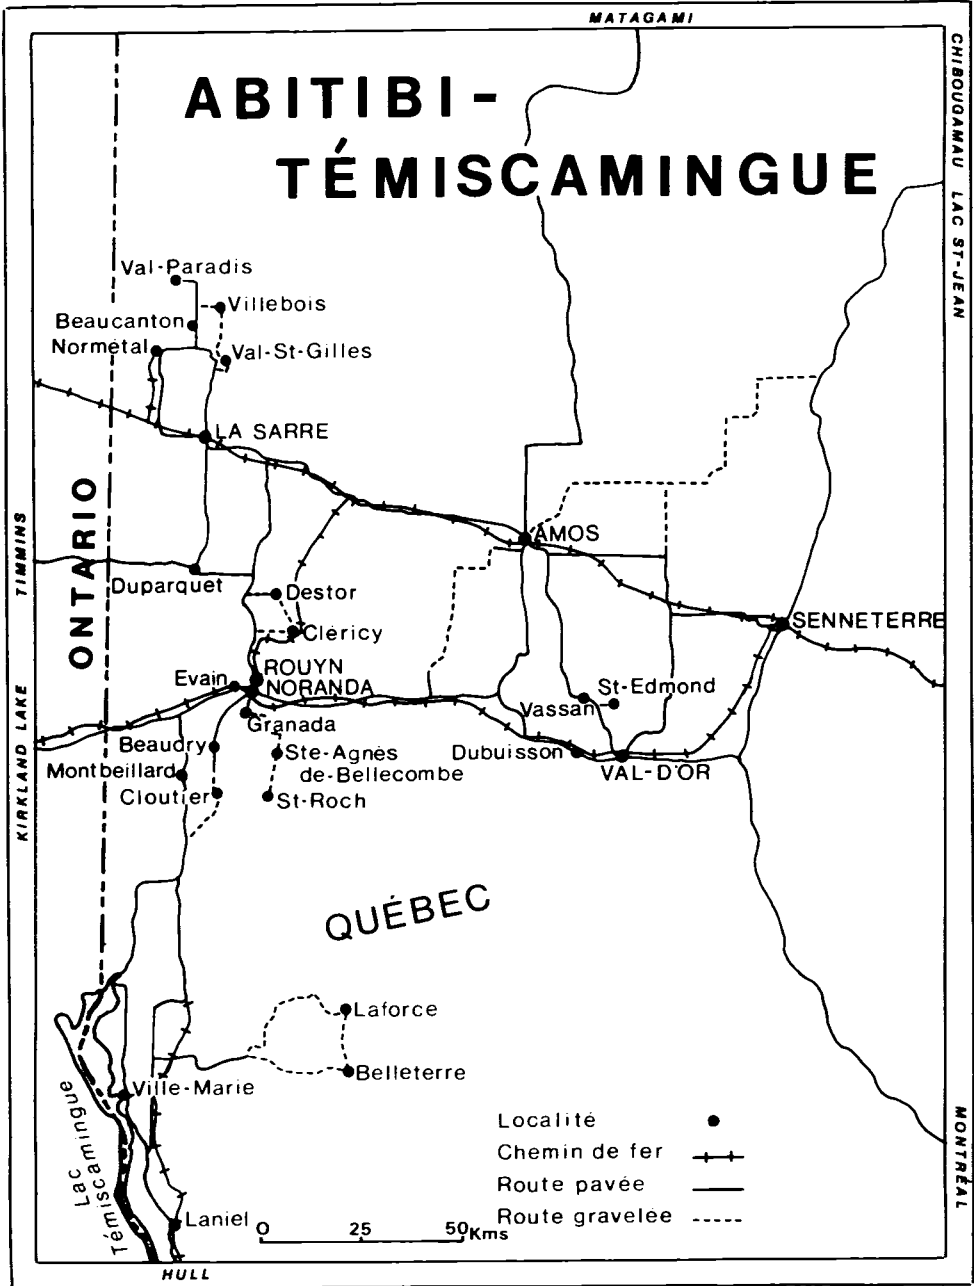 MATAGAMI
CHIBOUGAMAU LAC ST-JEAN
ABITIBI-
TÉMISCAMINGUE
Val-Paradis
Villebois
Beaucanton
Normétal
Val-St-Gilles
LA SARRE
ONTARIO
TIMMINS
AMOS
Duparquet
Destor
Cléricy
SENNETERRE
ROUYN
Evain
NORANDA
St-Edmond
Vassan
Granada
KIRKLAND LAKE
Beaudry
Ste-Agnès
de-Bellecombe
Dubuisson
VAL-D'OR
Montbeillard
Cloutier
St-Roch
QUÉBEC
Laforce
Belleterre
Ville-Marie
Lac
Témiscamingue
Laniel
Localité
Chemin de fer
Route pavée
Route gravelée
0 25 50 Kms
MONTRÉAL
HULL